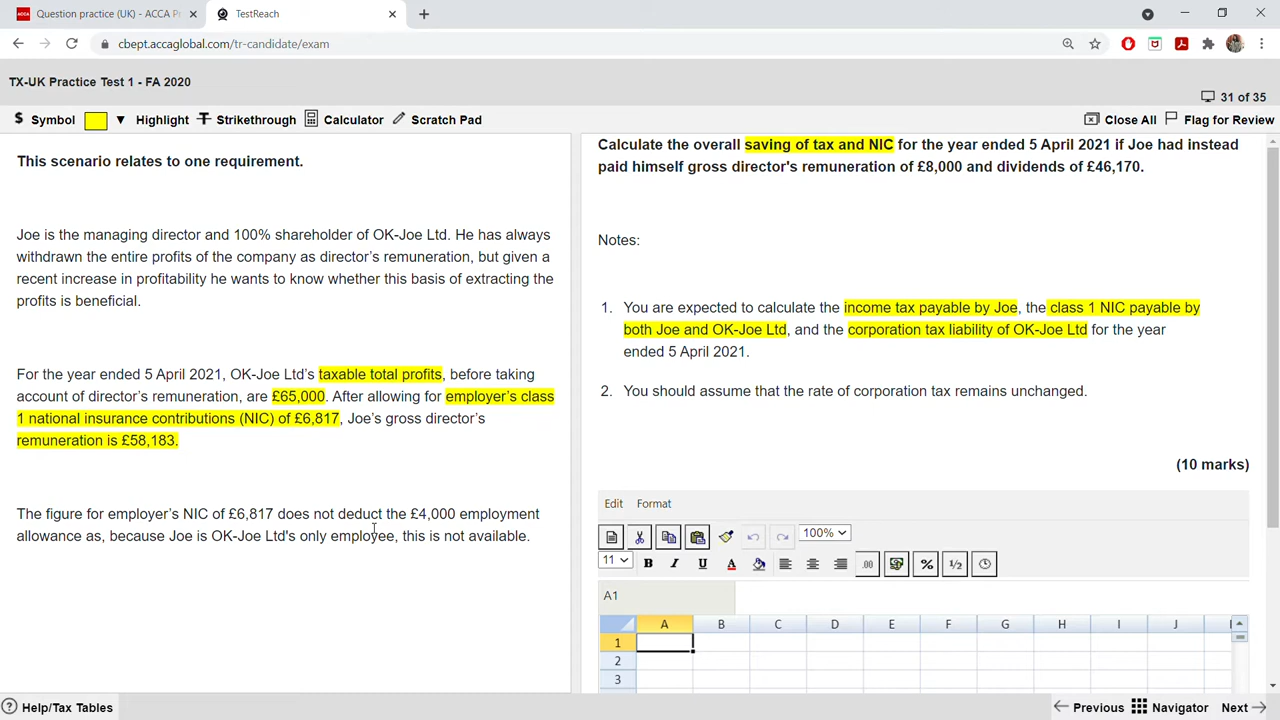 Question practice (UK) - ACCA P
TestReach
cbept.accaglobal.com/tr-candidate/exam
TX-UK Practice Test 1 - FA 2020
31 of 35
$ Symbol
Highlight
Strikethrough
Calculator
Scratch Pad
Close All
Flag for Review
This scenario relates to one requirement.
Joe is the managing director and 100% shareholder of OK-Joe Ltd. He has always
withdrawn the entire profits of the company as director's remuneration, but given a
recent increase in profitability he wants to know whether this basis of extracting the
profits is beneficial.
For the year ended 5 April 2021, OK-Joe Ltd's taxable total profits, before taking
account of director's remuneration, are £65,000. After allowing for employer's class
1 national insurance contributions (NIC) of £6,817, Joe's gross director's
remuneration is £58,183.
The figure for employer's NIC of £6,817 does not deduct the £4,000 employment
allowance as, because Joe is OK-Joe Ltd's only employee, this is not available.
Calculate the overall saving of tax and NIC for the year ended 5 April 2021 if Joe had instead
paid himself gross director's remuneration of £8,000 and dividends of £46,170.
Notes:
1. You are expected to calculate the income tax payable by Joe, the class 1 NIC payable by
both Joe and OK-Joe Ltd, and the corporation tax liability of OK-Joe Ltd for the year
ended 5 April 2021.
2. You should assume that the rate of corporation tax remains unchanged.
(10 marks)
Edit Format
100%
11 B I U A .00 % 1/2
A1
A B C D E F G H I J
1
2
3
Help/Tax Tables
Previous
Navigator
Next